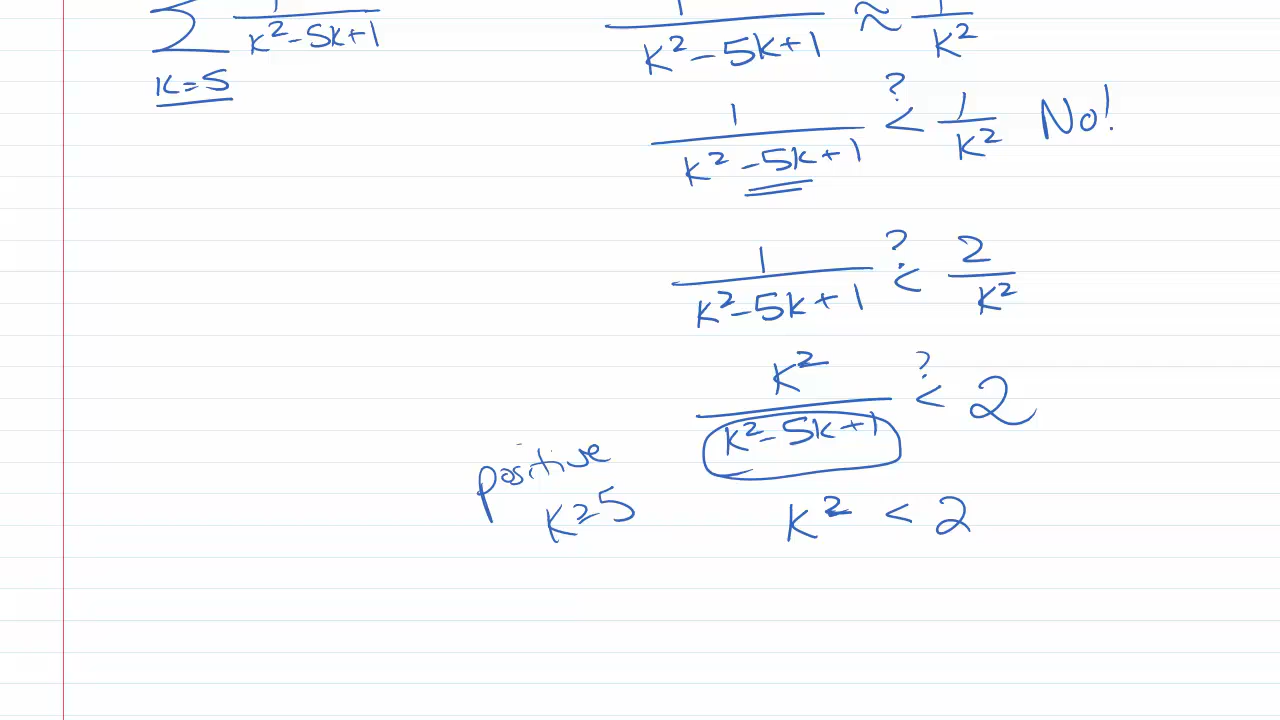 ∑ 1/(k²-5k+1)
k=5
1/(k²-5k+1) ≈ 1/k²
1/(k²-5k+1) <? 1/k² No!
1/(k²-5k+1) <? 2/k²
k²/(k²-5k+1) <? 2
positive
k≥5
k² < 2